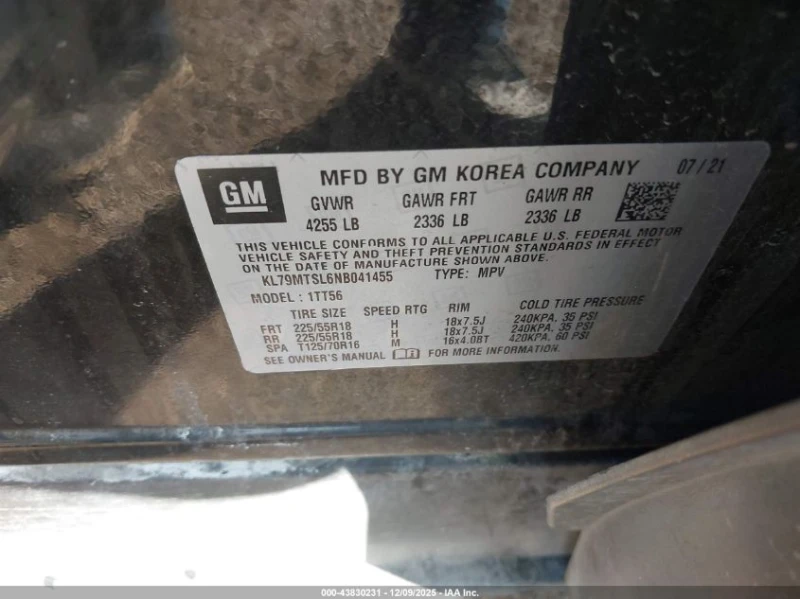 GM
MFD BY GM KOREA COMPANY 07 / 21
GVWR GAWR FRT GAWR RR
4255 LB 2336 LB 2336 LB
THIS VEHICLE CONFORMS TO ALL APPLICABLE U.S. FEDERAL MOTOR
VEHICLE SAFETY AND THEFT PREVENTION STANDARDS IN EFFECT
ON THE DATE OF MANUFACTURE SHOWN ABOVE.
KL79MTSL6NB041455 TYPE: MPV
MODEL : 1TT56
TIRE SIZE SPEED RTG RIM COLD TIRE PRESSURE
FRT 225/55R18 H 18x7.5J 240KPA, 35 PSI
RR 225/55R18 H 18x7.5J 240KPA, 35 PSI
SPA T125/70R16 M 16x4.0BT 420KPA, 60 PSI
SEE OWNER'S MANUAL FOR MORE INFORMATION.
000-43830231 - 12/09/2025 - IAA Inc.